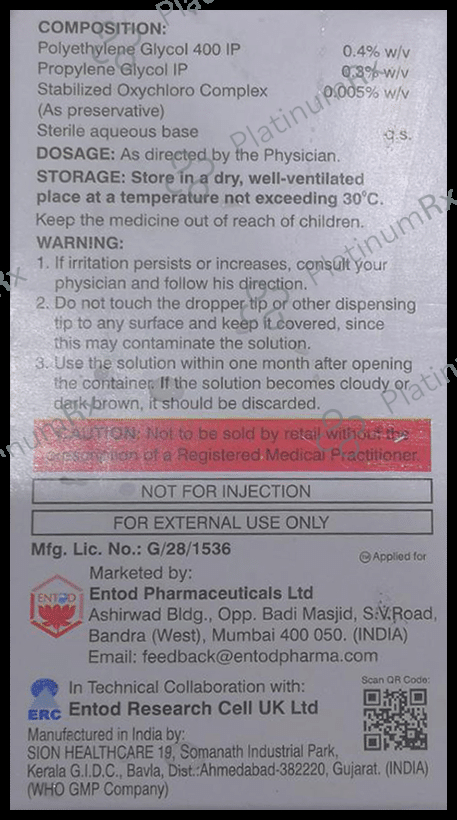 COMPOSITION:
Polyethylene Glycol 400 IP 0.4% w/v
Propylene Glycol IP 0.3% w/v
Stabilized Oxychloro Complex 0.005% w/v
(As preservative)
Sterile aqueous base q.s.
DOSAGE: As directed by the Physician.
STORAGE: Store in a dry, well-ventilated
place at a temperature not exceeding 30°C.
Keep the medicine out of reach of children.
WARNING:
1. If irritation persists or increases, consult your
physician and follow his direction.
2. Do not touch the dropper tip or other dispensing
tip to any surface and keep it covered, since
this may contaminate the solution.
3. Use the solution within one month after opening
the container. If the solution becomes cloudy or
dark brown, it should be discarded.
CAUTION: Not to be sold by retail without the
prescription of a Registered Medical Practitioner.
NOT FOR INJECTION
FOR EXTERNAL USE ONLY
Mfg. Lic. No.: G/28/1536
TM Applied for
Marketed by:
ENTOD
Entod Pharmaceuticals Ltd
Ashirwad Bldg., Opp. Badi Masjid, S.V.Road,
Bandra (West), Mumbai 400 050. (INDIA)
Email: feedback@entodpharma.com
Scan QR Code:
In Technical Collaboration with:
ERC Entod Research Cell UK Ltd
Manufactured in India by:
SION HEALTHCARE 19, Somanath Industrial Park,
Kerala G.I.D.C., Bavla, Dist.:Ahmedabad-382220, Gujarat. (INDIA)
(WHO GMP Company)
PlatinumRx
PlatinumRx
PlatinumRx